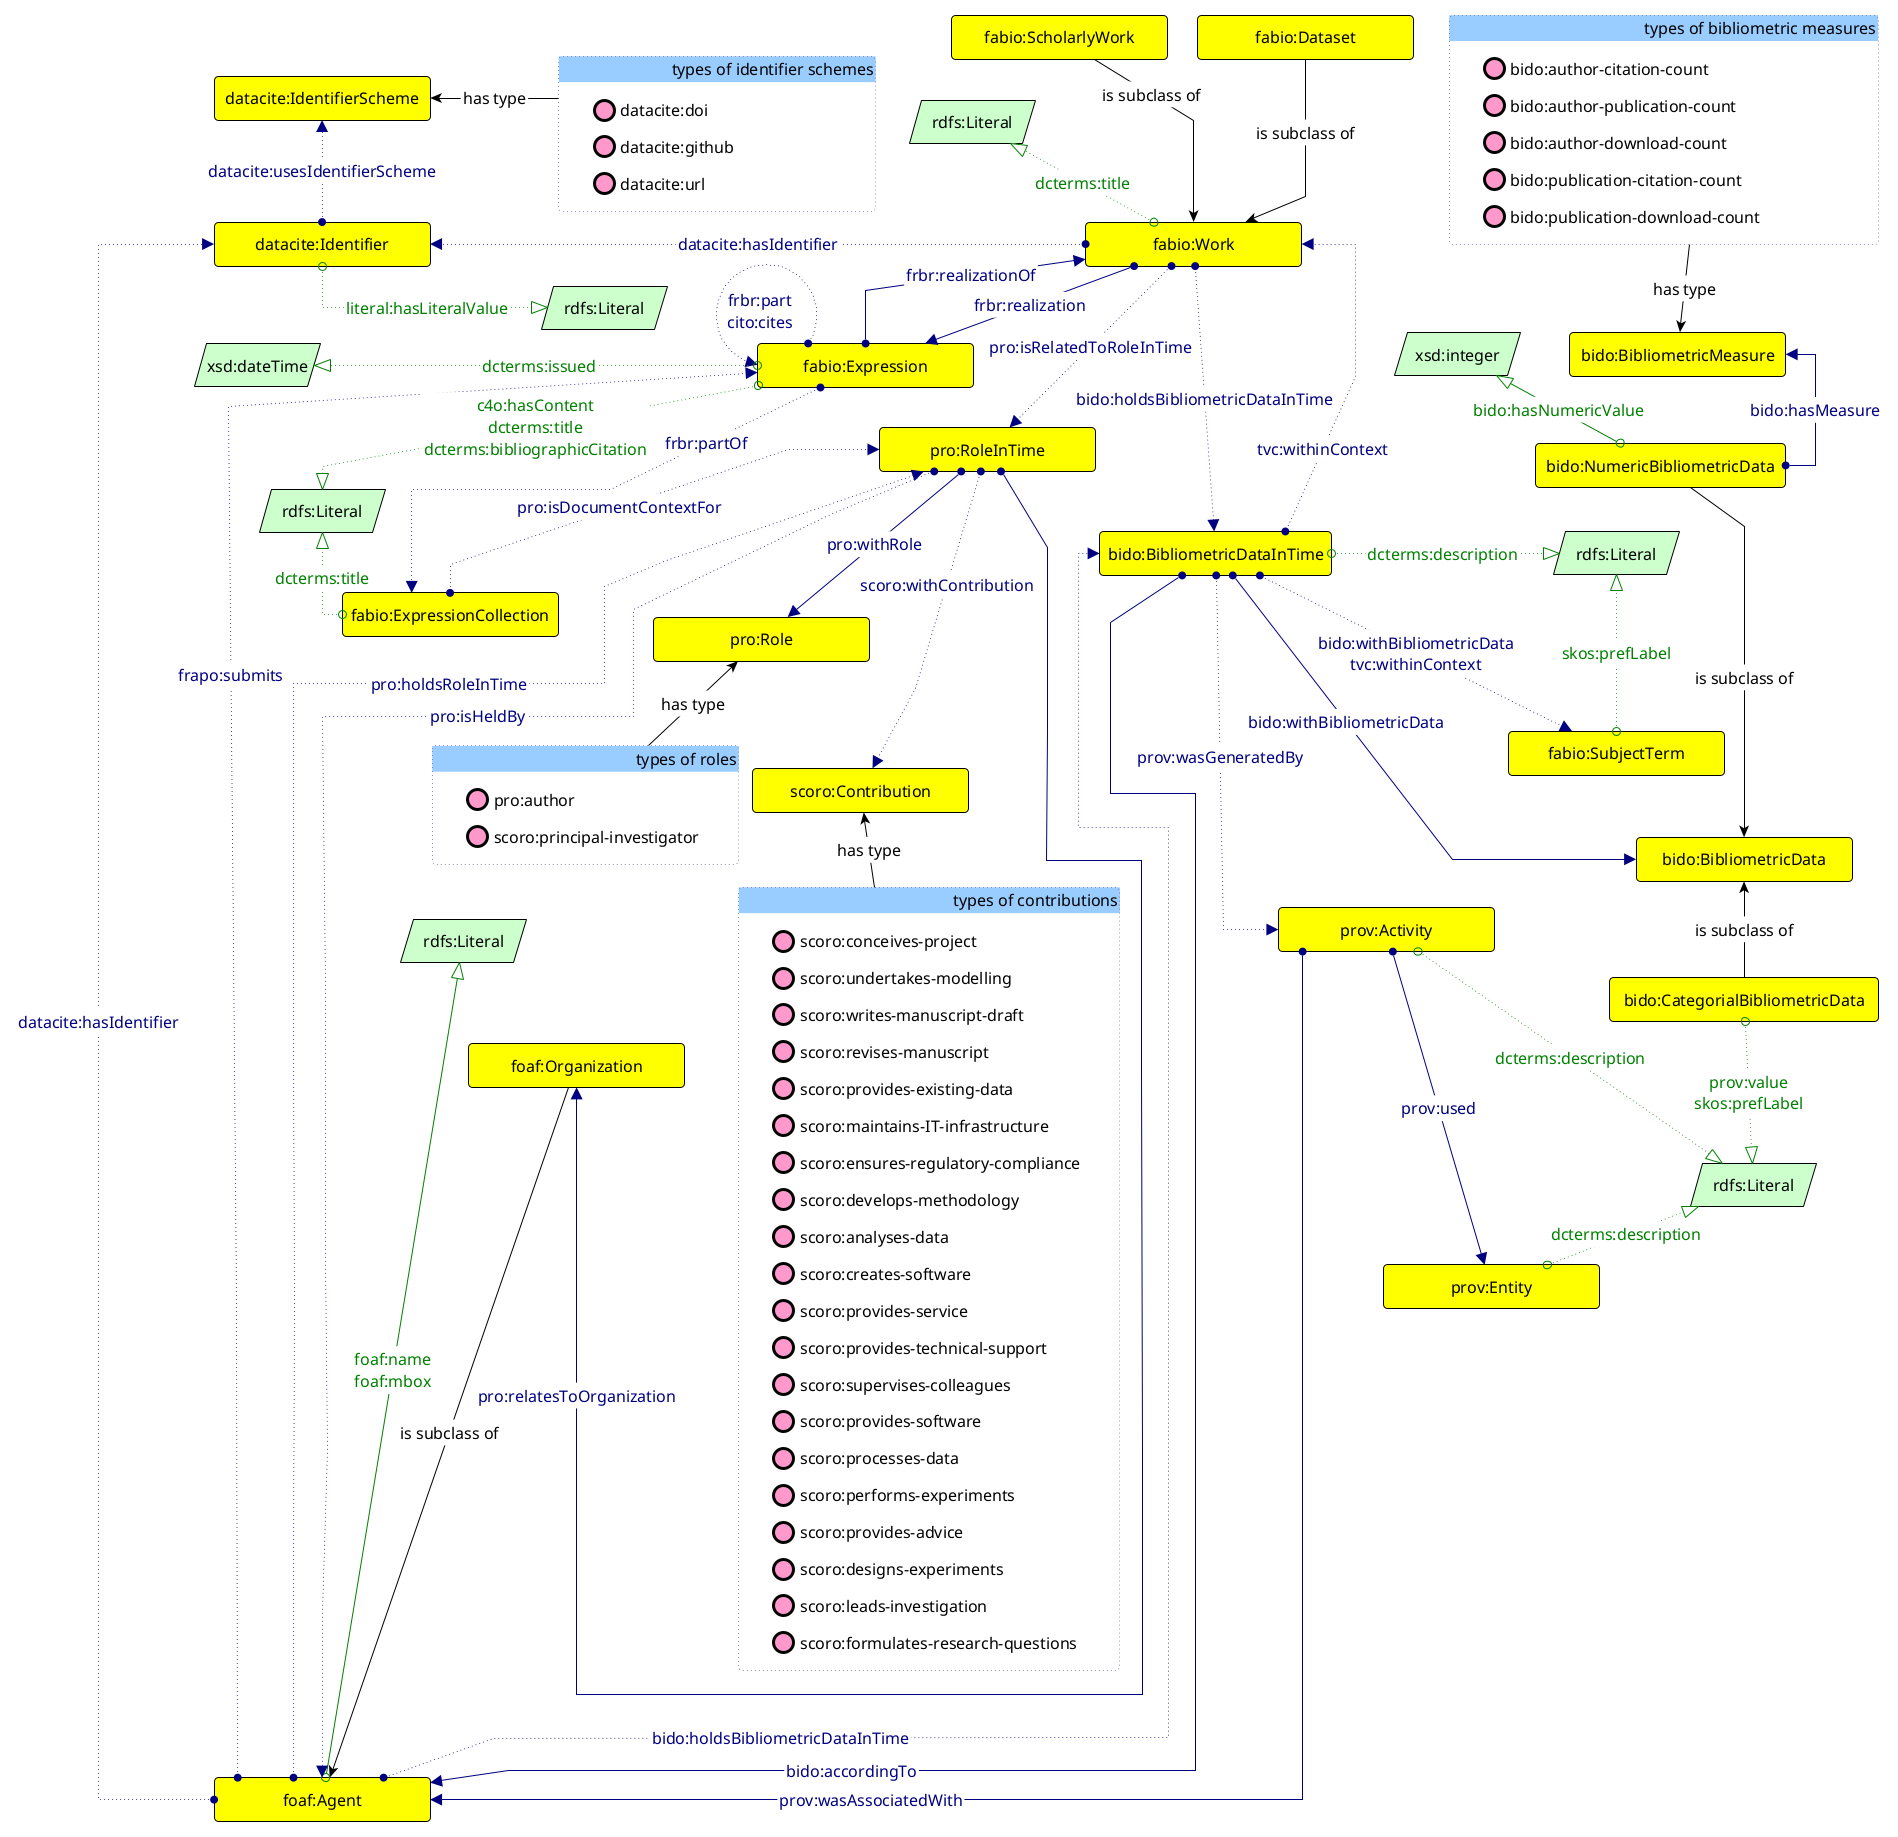 fabio:ScholarlyWork
fabio:Dataset
types of bibliometric measures
bido:author-citation-count
bido:author-publication-count
bido:author-download-count
bido:publication-citation-count
bido:publication-download-count
types of identifier schemes
datacite:doi
datacite:github
datacite:url
datacite:IdentifierScheme
has type
is subclass of
is subclass of
rdfs:Literal
dcterms:title
datacite:usesIdentifierScheme
datacite:Identifier
datacite:hasIdentifier
fabio:Work
has type
literal:hasLiteralValue
rdfs:Literal
frbr:part
cito:cites
frbr:realizationOf
frbr:realization
pro:isRelatedToRoleInTime
xsd:integer
bido:BibliometricMeasure
xsd:dateTime
dcterms:issued
fabio:Expression
bido:holdsBibliometricDataInTime
bido:hasNumericValue
bido:hasMeasure
c4o:hasContent
dcterms:title
dcterms:bibliographicCitation
frbr:partOf
pro:RoleInTime
tvc:withinContext
bido:NumericBibliometricData
rdfs:Literal
pro:isDocumentContextFor
pro:withRole
bido:BibliometricDataInTime
dcterms:description
rdfs:Literal
dcterms:title
fabio:ExpressionCollection
scoro:withContribution
pro:Role
bido:withBibliometricData
tvc:withinContext
skos:prefLabel
is subclass of
frapo:submits
pro:holdsRoleInTime
pro:isHeldBy
has type
bido:withBibliometricData
prov:wasGeneratedBy
fabio:SubjectTerm
types of roles
pro:author
scoro:principal-investigator
scoro:Contribution
has type
bido:BibliometricData
types of contributions
scoro:conceives-project
scoro:undertakes-modelling
scoro:writes-manuscript-draft
scoro:revises-manuscript
scoro:provides-existing-data
scoro:maintains-IT-infrastructure
scoro:ensures-regulatory-compliance
scoro:develops-methodology
scoro:analyses-data
scoro:creates-software
scoro:provides-service
scoro:provides-technical-support
scoro:supervises-colleagues
scoro:provides-software
scoro:processes-data
scoro:performs-experiments
scoro:provides-advice
scoro:designs-experiments
scoro:leads-investigation
scoro:formulates-research-questions
rdfs:Literal
prov:Activity
is subclass of
bido:CategorialBibliometricData
datacite:hasIdentifier
foaf:Organization
dcterms:description
prov:value
skos:prefLabel
prov:used
rdfs:Literal
dcterms:description
prov:Entity
foaf:name
foaf:mbox
pro:relatesToOrganization
is subclass of
bido:holdsBibliometricDataInTime
bido:accordingTo
foaf:Agent
prov:wasAssociatedWith